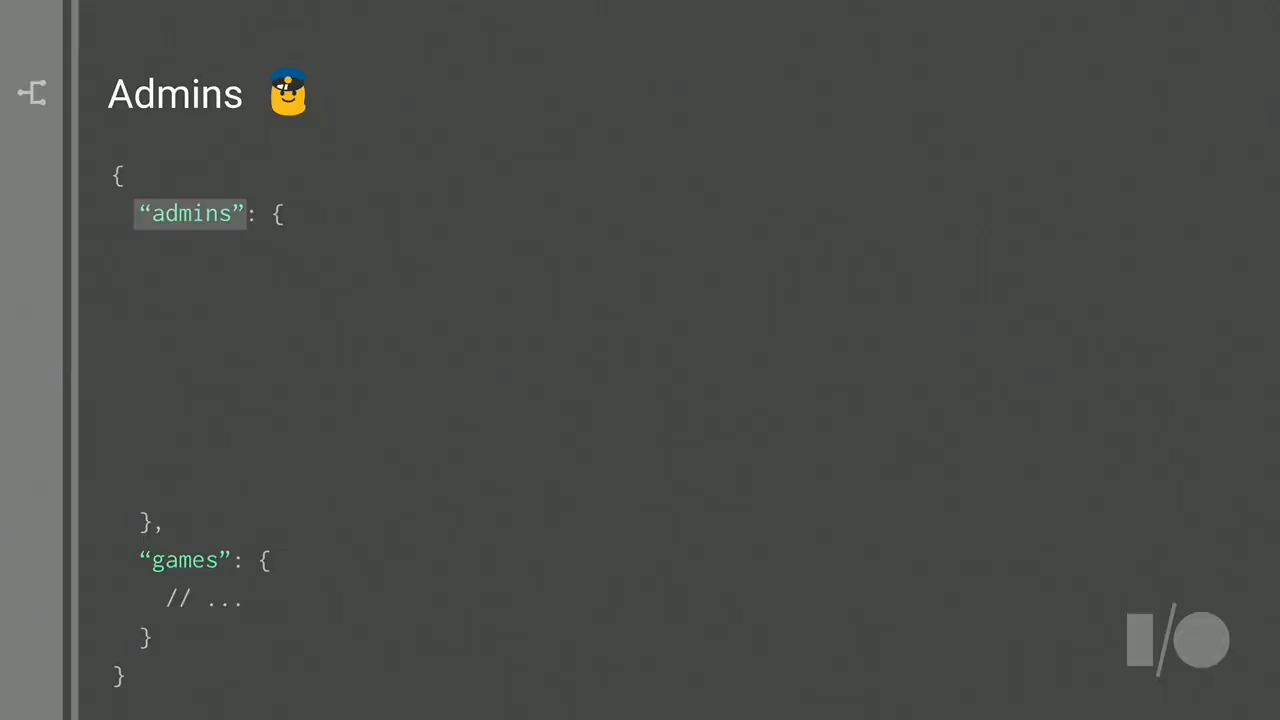 Admins
{
“admins”: {
},
“games”: {
// ...
}
}
I/O